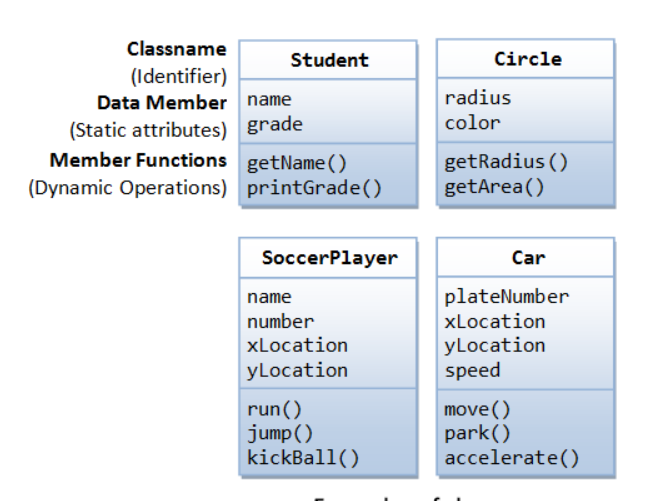 Classname
(Identifier)
Data Member
(Static attributes)
Member Functions
(Dynamic Operations)
Student
name
grade
getName()
printGrade()
Circle
radius
color
getRadius()
getArea()
SoccerPlayer
name
number
xLocation
yLocation
run()
jump()
kickBall()
Car
plateNumber
xLocation
yLocation
speed
move()
park()
accelerate()